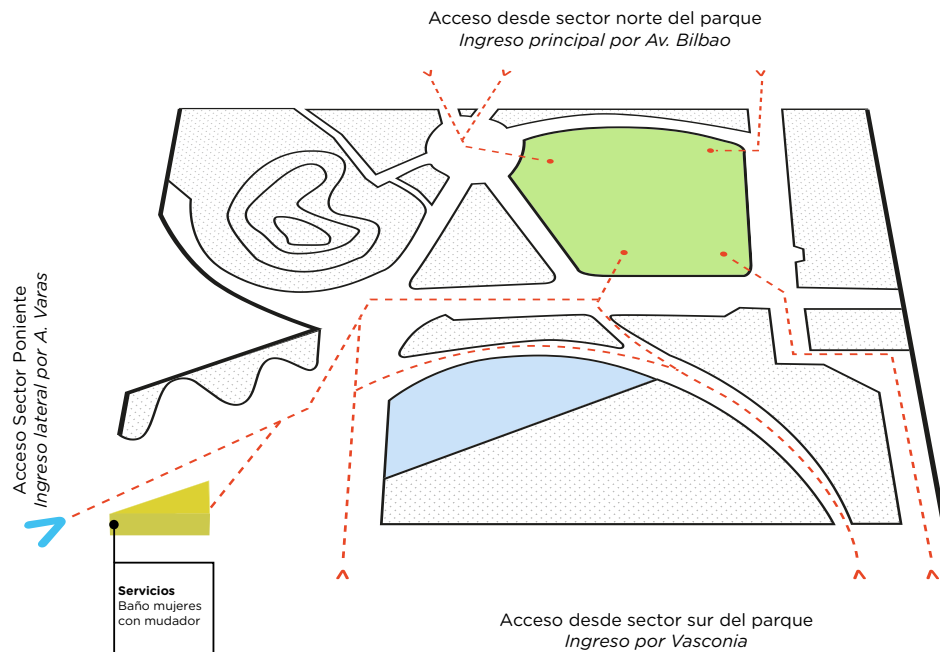 Acceso desde sector norte del parque
Ingreso principal por Av. Bilbao
Acceso Sector Poniente
Ingreso lateral por A. Varas
Servicios
Baño mujeres
con mudador
Acceso desde sector sur del parque
Ingreso por Vasconia